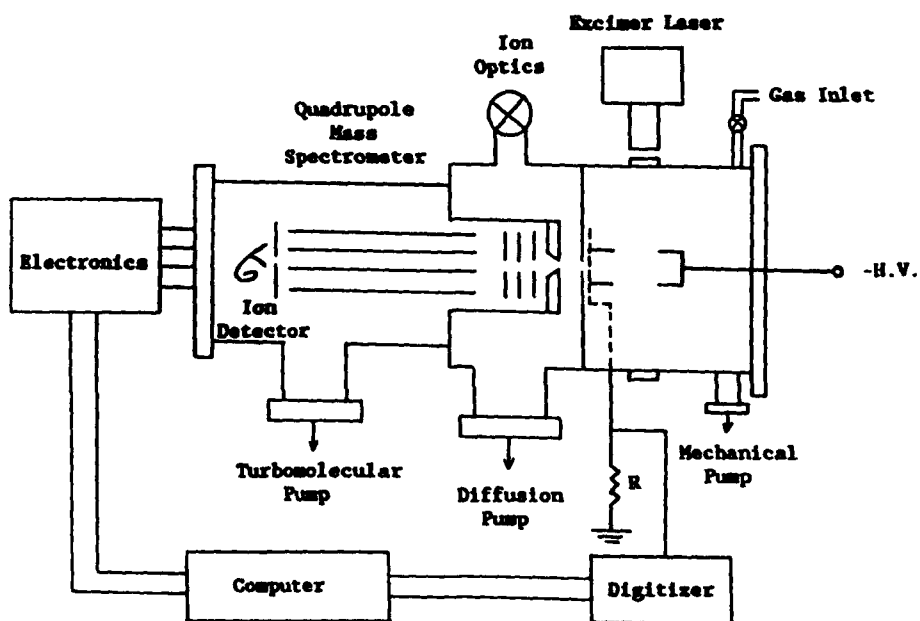 Excimer Laser
Ion
Optics
Gas Inlet
Quadrupole
Mass
Spectrometer
Electronics
-H.V.
Ion
Detector
Turbomolecular
Pump
Diffusion
Pump
R
Mechanical
Pump
Computer
Digitizer